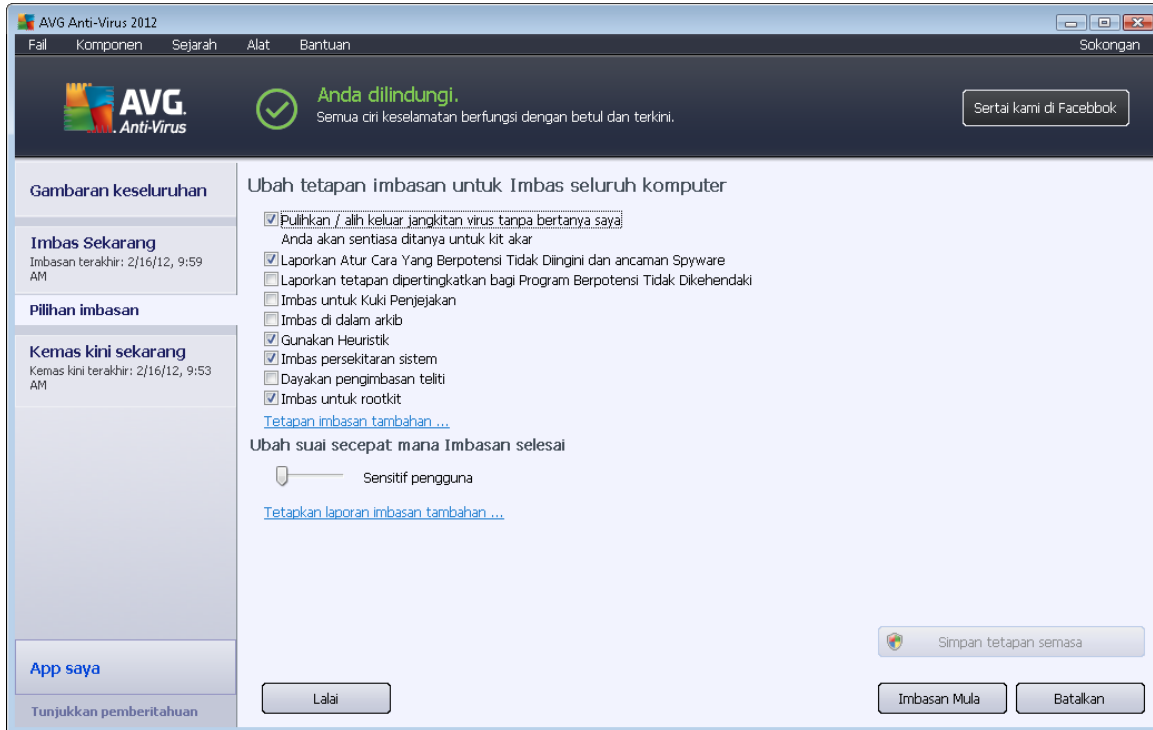 AVG Anti-Virus 2012
Fail Komponen Sejarah Alat Bantuan Sokongan
AVG.
Anti-Virus
Anda dilindungi.
Semua ciri keselamatan berfungsi dengan betul dan terkini.
Sertai kami di Facebbok
Gambaran keseluruhan
Imbas Sekarang
Imbasan terakhir: 2/16/12, 9:59
AM
Pilihan imbasan
Kemas kini sekarang
Kemas kini terakhir: 2/16/12, 9:53
AM
App saya
Tunjukkan pemberitahuan
Ubah tetapan imbasan untuk Imbas seluruh komputer
Pulihkan / alih keluar jangkitan virus tanpa bertanya saya
Anda akan sentiasa ditanya untuk kit akar
Laporkan Atur Cara Yang Berpotensi Tidak Diingini dan ancaman Spyware
Laporkan tetapan dipertingkatkan bagi Program Berpotensi Tidak Dikehendaki
Imbas untuk Kuki Penjejakan
Imbas di dalam arkib
Gunakan Heuristik
Imbas persekitaran sistem
Dayakan pengimbasan teliti
Imbas untuk rootkit
Tetapan imbasan tambahan ...
Ubah suai secepat mana Imbasan selesai
Sensitif pengguna
Tetapkan laporan imbasan tambahan ...
Simpan tetapan semasa
Lalai
Imbasan Mula
Batalkan